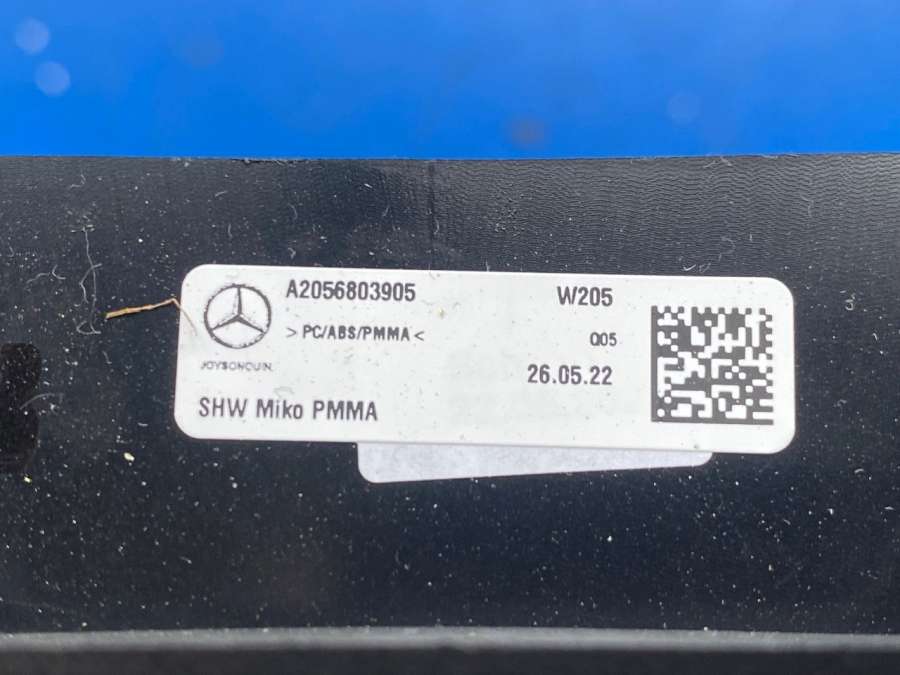 A2056803905
W205
>PC/ABS/PMMA<
Q05
JOYSONQUIN
26.05.22
SHW Miko PMMA